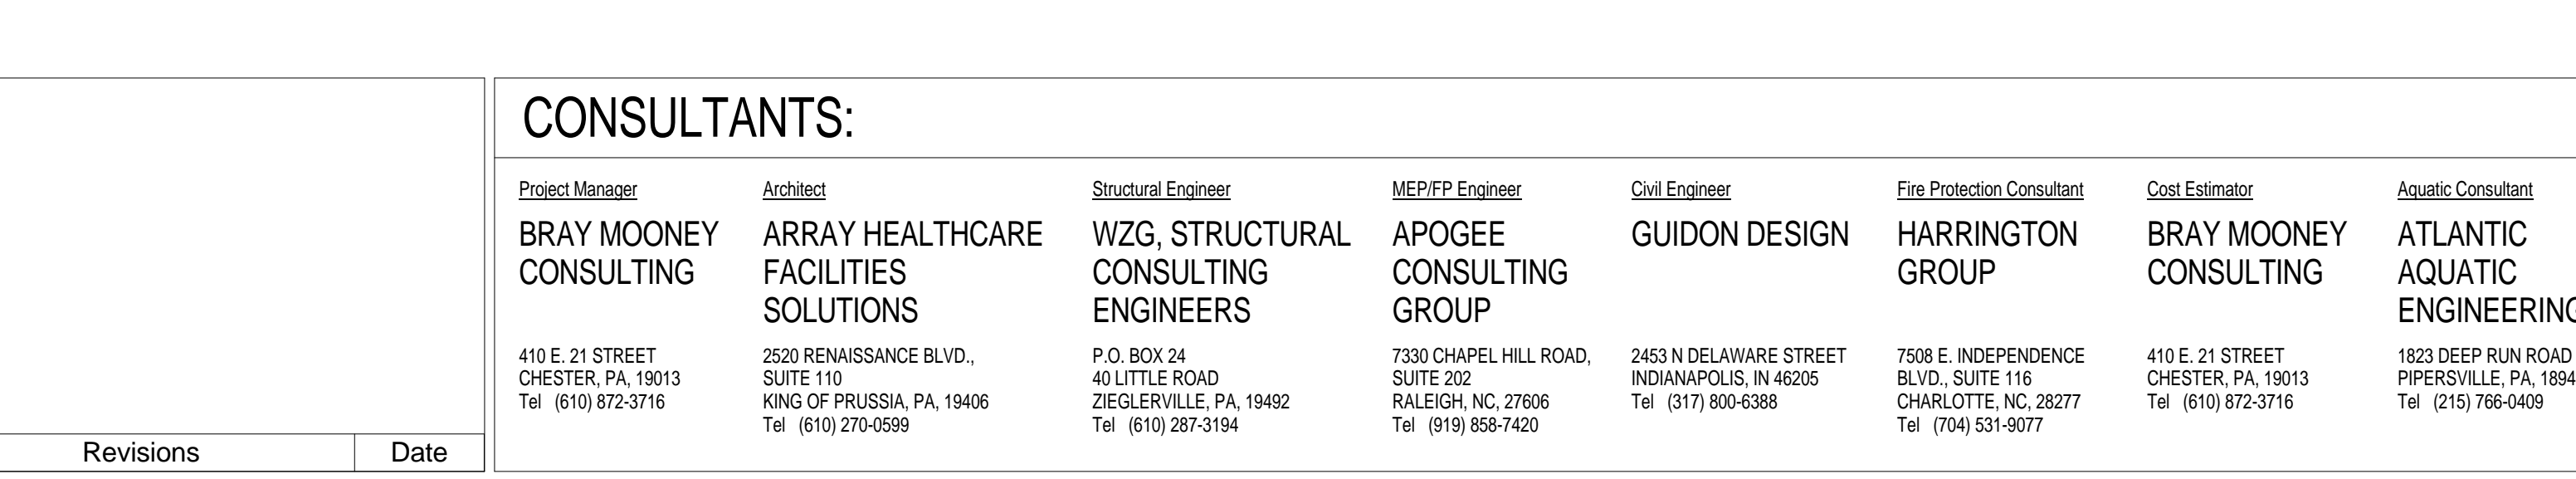 CONSULTANTS:
Project Manager
BRAY MOONEY
CONSULTING
410 E. 21 STREET
CHESTER, PA, 19013
Tel (610) 872-3716
Architect
ARRAY HEALTHCARE
FACILITIES
SOLUTIONS
2520 RENAISSANCE BLVD.,
SUITE 110
KING OF PRUSSIA, PA, 19406
Tel (610) 270-0599
Structural Engineer
WZG, STRUCTURAL
CONSULTING
ENGINEERS
P.O. BOX 24
40 LITTLE ROAD
ZIEGLERVILLE, PA, 19492
Tel (610) 287-3194
MEP/FP Engineer
APOGEE
CONSULTING
GROUP
7330 CHAPEL HILL ROAD,
SUITE 202
RALEIGH, NC, 27606
Tel (919) 858-7420
Civil Engineer
GUIDON DESIGN
2453 N DELAWARE STREET
INDIANAPOLIS, IN 46205
Tel (317) 800-6388
Fire Protection Consultant
HARRINGTON
GROUP
7508 E. INDEPENDENCE
BLVD., SUITE 116
CHARLOTTE, NC, 28277
Tel (704) 531-9077
Cost Estimator
BRAY MOONEY
CONSULTING
410 E. 21 STREET
CHESTER, PA, 19013
Tel (610) 872-3716
Aquatic Consultant
ATLANTIC
AQUATIC
ENGINEERING
1823 DEEP RUN ROAD
PIPERSVILLE, PA, 1894
Tel (215) 766-0409
Revisions
Date